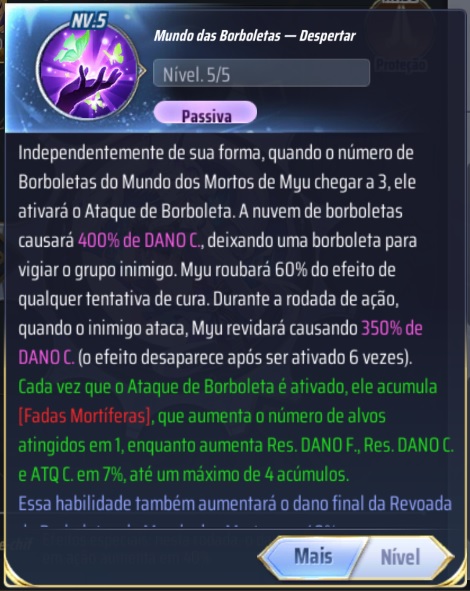 NV.5
Mundo das Borboletas — Despertar
Proteção
Nível. 5/5
Passiva
Independentemente de sua forma, quando o número de
Borboletas do Mundo dos Mortos de Myu chegar a 3, ele
ativará o Ataque de Borboleta. A nuvem de borboletas
causará 400% de DANO C., deixando uma borboleta para
vigiar o grupo inimigo. Myu roubará 60% do efeito de
qualquer tentativa de cura. Durante a rodada de ação,
quando o inimigo ataca, Myu revidará causando 350% de
DANO C. (o efeito desaparece após ser ativado 6 vezes).
Cada vez que o Ataque de Borboleta é ativado, ele acumula
[Fadas Mortíferas], que aumenta o número de alvos
atingidos em 1, enquanto aumenta Res. DANO F., Res. DANO C.
e ATQ C. em 7%, até um máximo de 4 acúmulos.
Essa habilidade também aumentará o dano final da Revoada
Mais
Nível